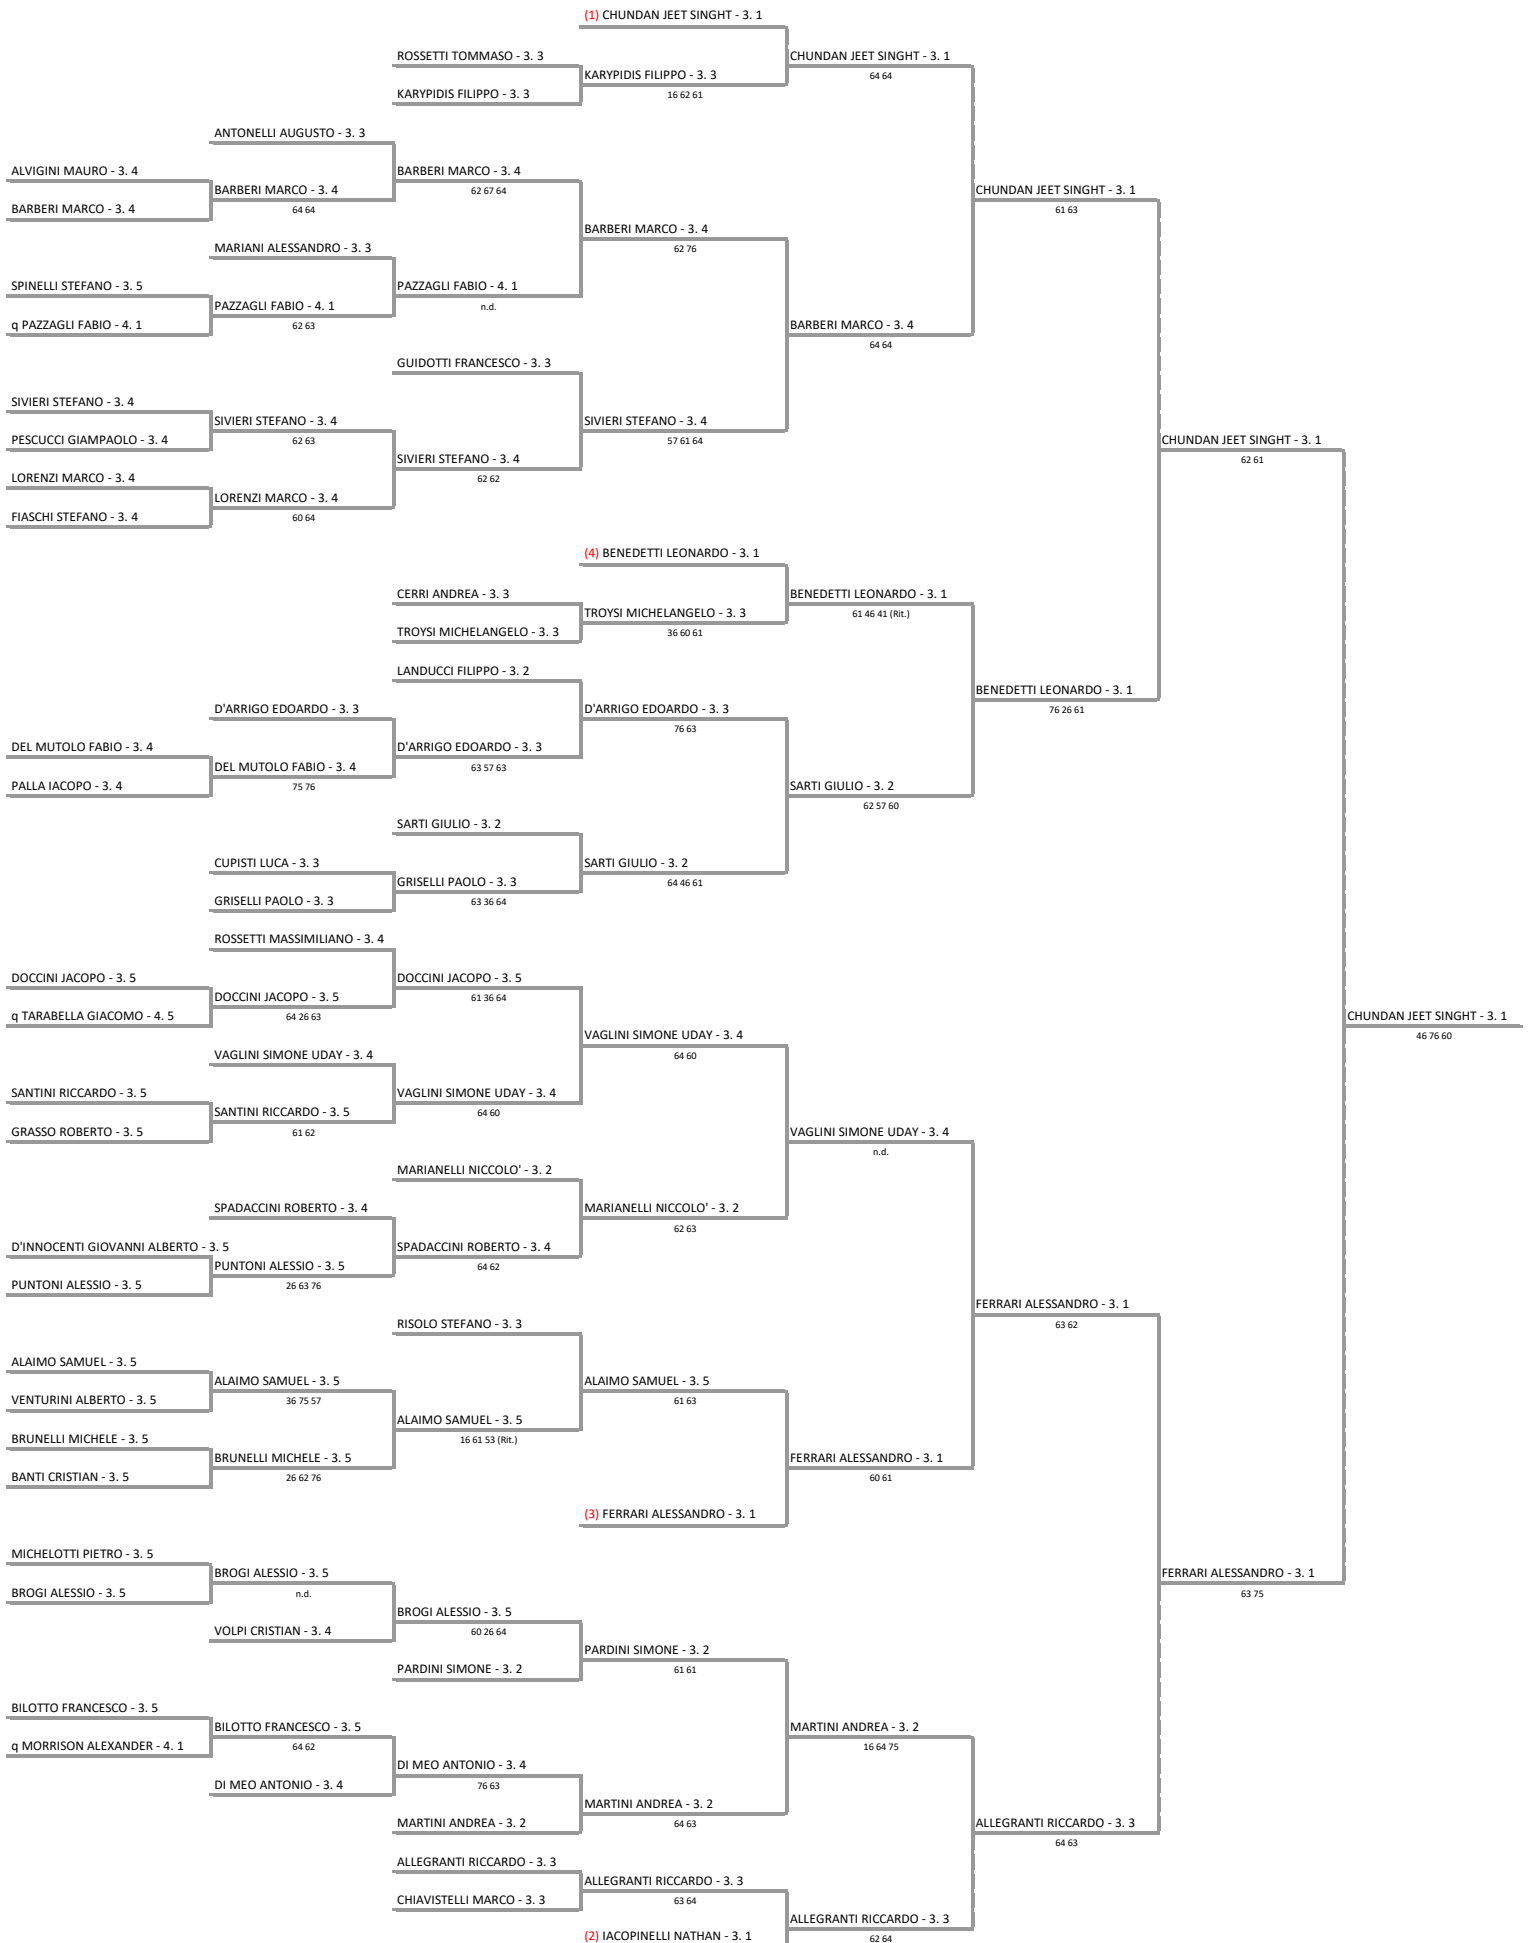 (1) CHUNDAN JEET SINGHT - 3. 1
ROSSETTI TOMMASO - 3. 3
CHUNDAN JEET SINGHT - 3. 1
64 64
KARYPIDIS FILIPPO - 3. 3
16 62 61
KARYPIDIS FILIPPO - 3. 3
ANTONELLI AUGUSTO - 3. 3
ALVIGINI MAURO - 3. 4
BARBERI MARCO - 3. 4
62 67 64
BARBERI MARCO - 3. 4
64 64
CHUNDAN JEET SINGHT - 3. 1
61 63
BARBERI MARCO - 3. 4
BARBERI MARCO - 3. 4
62 76
MARIANI ALESSANDRO - 3. 3
SPINELLI STEFANO - 3. 5
PAZZAGLI FABIO - 4. 1
n.d.
PAZZAGLI FABIO - 4. 1
62 63
q PAZZAGLI FABIO - 4. 1
BARBERI MARCO - 3. 4
64 64
GUIDOTTI FRANCESCO - 3. 3
SIVIERI STEFANO - 3. 4
SIVIERI STEFANO - 3. 4
62 63
SIVIERI STEFANO - 3. 4
57 61 64
PESCUCCI GIAMPAOLO - 3. 4
CHUNDAN JEET SINGHT - 3. 1
62 61
SIVIERI STEFANO - 3. 4
62 62
LORENZI MARCO - 3. 4
LORENZI MARCO - 3. 4
60 64
FIASCHI STEFANO - 3. 4
(4) BENEDETTI LEONARDO - 3. 1
CERRI ANDREA - 3. 3
BENEDETTI LEONARDO - 3. 1
61 46 41 (Rit.)
TROYSI MICHELANGELO - 3. 3
36 60 61
TROYSI MICHELANGELO - 3. 3
LANDUCCI FILIPPO - 3. 2
BENEDETTI LEONARDO - 3. 1
76 26 61
D'ARRIGO EDOARDO - 3. 3
D'ARRIGO EDOARDO - 3. 3
76 63
DEL MUTOLO FABIO - 3. 4
D'ARRIGO EDOARDO - 3. 3
63 57 63
DEL MUTOLO FABIO - 3. 4
75 76
PALLA IACOPO - 3. 4
SARTI GIULIO - 3. 2
62 57 60
SARTI GIULIO - 3. 2
CUPISTI LUCA - 3. 3
SARTI GIULIO - 3. 2
64 46 61
GRISELLI PAOLO - 3. 3
63 36 64
GRISELLI PAOLO - 3. 3
ROSSETTI MASSIMILIANO - 3. 4
DOCCINI JACOPO - 3. 5
DOCCINI JACOPO - 3. 5
61 36 64
DOCCINI JACOPO - 3. 5
64 26 63
q TARABELLA GIACOMO - 4. 5
CHUNDAN JEET SINGHT - 3. 1
46 76 60
VAGLINI SIMONE UDAY - 3. 4
64 60
VAGLINI SIMONE UDAY - 3. 4
SANTINI RICCARDO - 3. 5
VAGLINI SIMONE UDAY - 3. 4
64 60
SANTINI RICCARDO - 3. 5
61 62
GRASSO ROBERTO - 3. 5
VAGLINI SIMONE UDAY - 3. 4
n.d.
MARIANELLI NICCOLO' - 3. 2
SPADACCINI ROBERTO - 3. 4
MARIANELLI NICCOLO' - 3. 2
62 63
D'INNOCENTI GIOVANNI ALBERTO - 3. 5
SPADACCINI ROBERTO - 3. 4
64 62
PUNTONI ALESSIO - 3. 5
26 63 76
PUNTONI ALESSIO - 3. 5
FERRARI ALESSANDRO - 3. 1
63 62
RISOLO STEFANO - 3. 3
ALAIMO SAMUEL - 3. 5
ALAIMO SAMUEL - 3. 5
36 75 57
ALAIMO SAMUEL - 3. 5
61 63
VENTURINI ALBERTO - 3. 5
ALAIMO SAMUEL - 3. 5
16 61 53 (Rit.)
BRUNELLI MICHELE - 3. 5
BRUNELLI MICHELE - 3. 5
26 62 76
FERRARI ALESSANDRO - 3. 1
60 61
BANTI CRISTIAN - 3. 5
(3) FERRARI ALESSANDRO - 3. 1
MICHELOTTI PIETRO - 3. 5
BROGI ALESSIO - 3. 5
n.d.
FERRARI ALESSANDRO - 3. 1
63 75
BROGI ALESSIO - 3. 5
BROGI ALESSIO - 3. 5
60 26 64
VOLPI CRISTIAN - 3. 4
PARDINI SIMONE - 3. 2
61 61
PARDINI SIMONE - 3. 2
BILOTTO FRANCESCO - 3. 5
BILOTTO FRANCESCO - 3. 5
64 62
MARTINI ANDREA - 3. 2
16 64 75
q MORRISON ALEXANDER - 4. 1
DI MEO ANTONIO - 3. 4
76 63
DI MEO ANTONIO - 3. 4
MARTINI ANDREA - 3. 2
64 63
MARTINI ANDREA - 3. 2
ALLEGRANTI RICCARDO - 3. 3
64 63
ALLEGRANTI RICCARDO - 3. 3
ALLEGRANTI RICCARDO - 3. 3
63 64
CHIAVISTELLI MARCO - 3. 3
ALLEGRANTI RICCARDO - 3. 3
62 64
(2) IACOPINELLI NATHAN - 3. 1